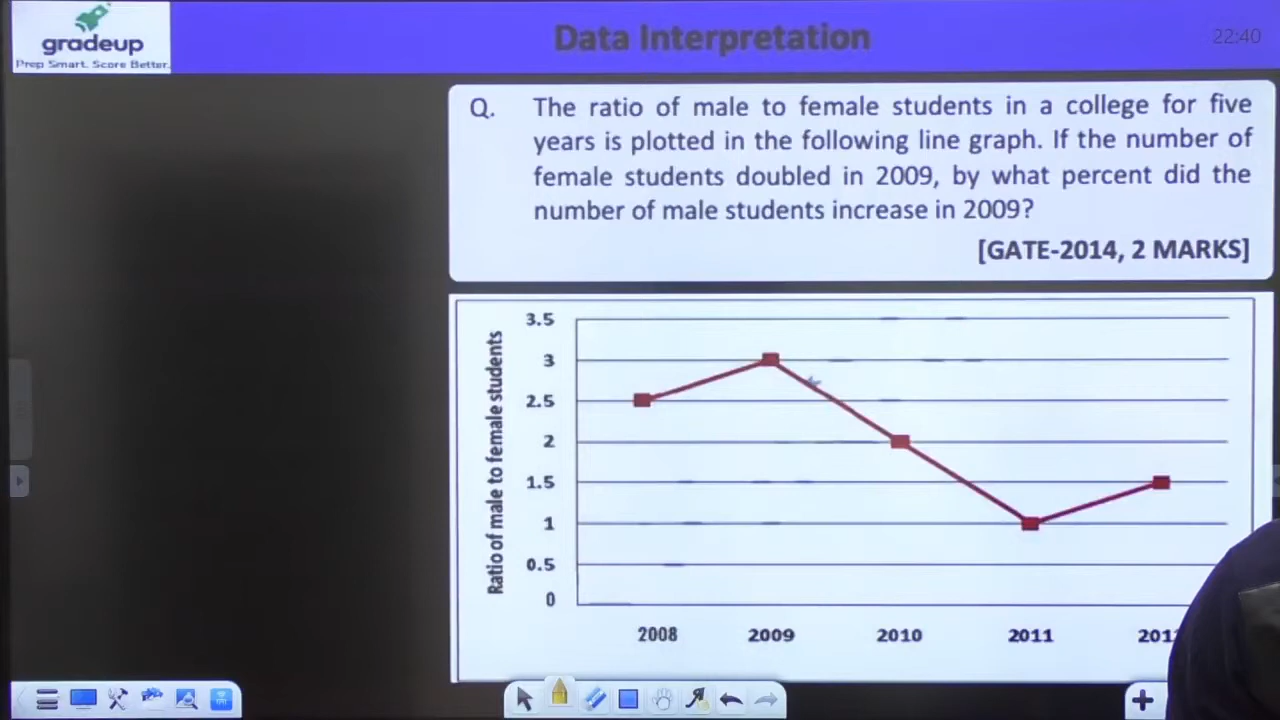 gradeup
Prep Smart. Score Better.
Data Interpretation
22:40
Q. The ratio of male to female students in a college for five
years is plotted in the following line graph. If the number of
female students doubled in 2009, by what percent did the
number of male students increase in 2009?
[GATE-2014, 2 MARKS]
Ratio of male to female students
3.5
3
2.5
2
1.5
1
0.5
0
2008 2009 2010 2011